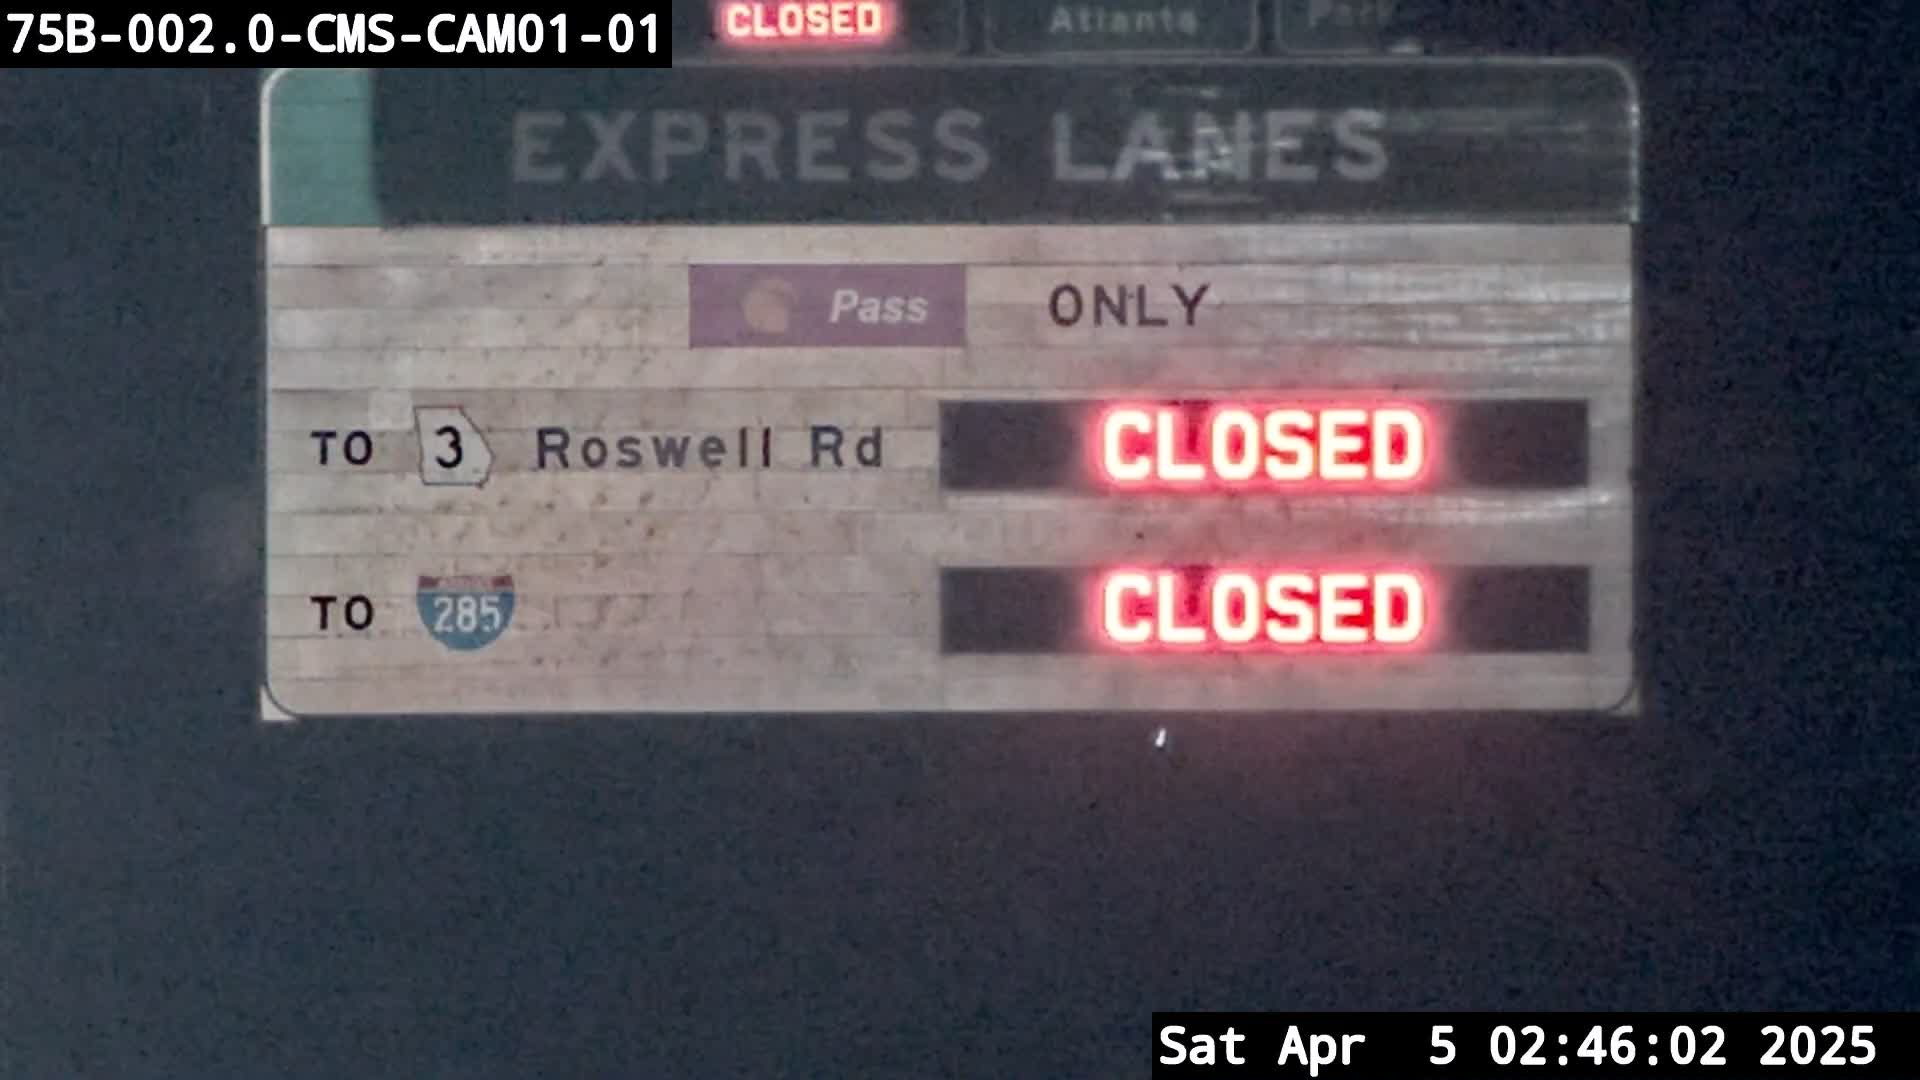 75B-002.0-CMS-CAM01-01
CLOSED Atlanta Park
EXPRESS LANES
Pass ONLY
TO 3 Roswell Rd CLOSED
TO 285 CLOSED
Sat Apr 5 02:46:02 2025